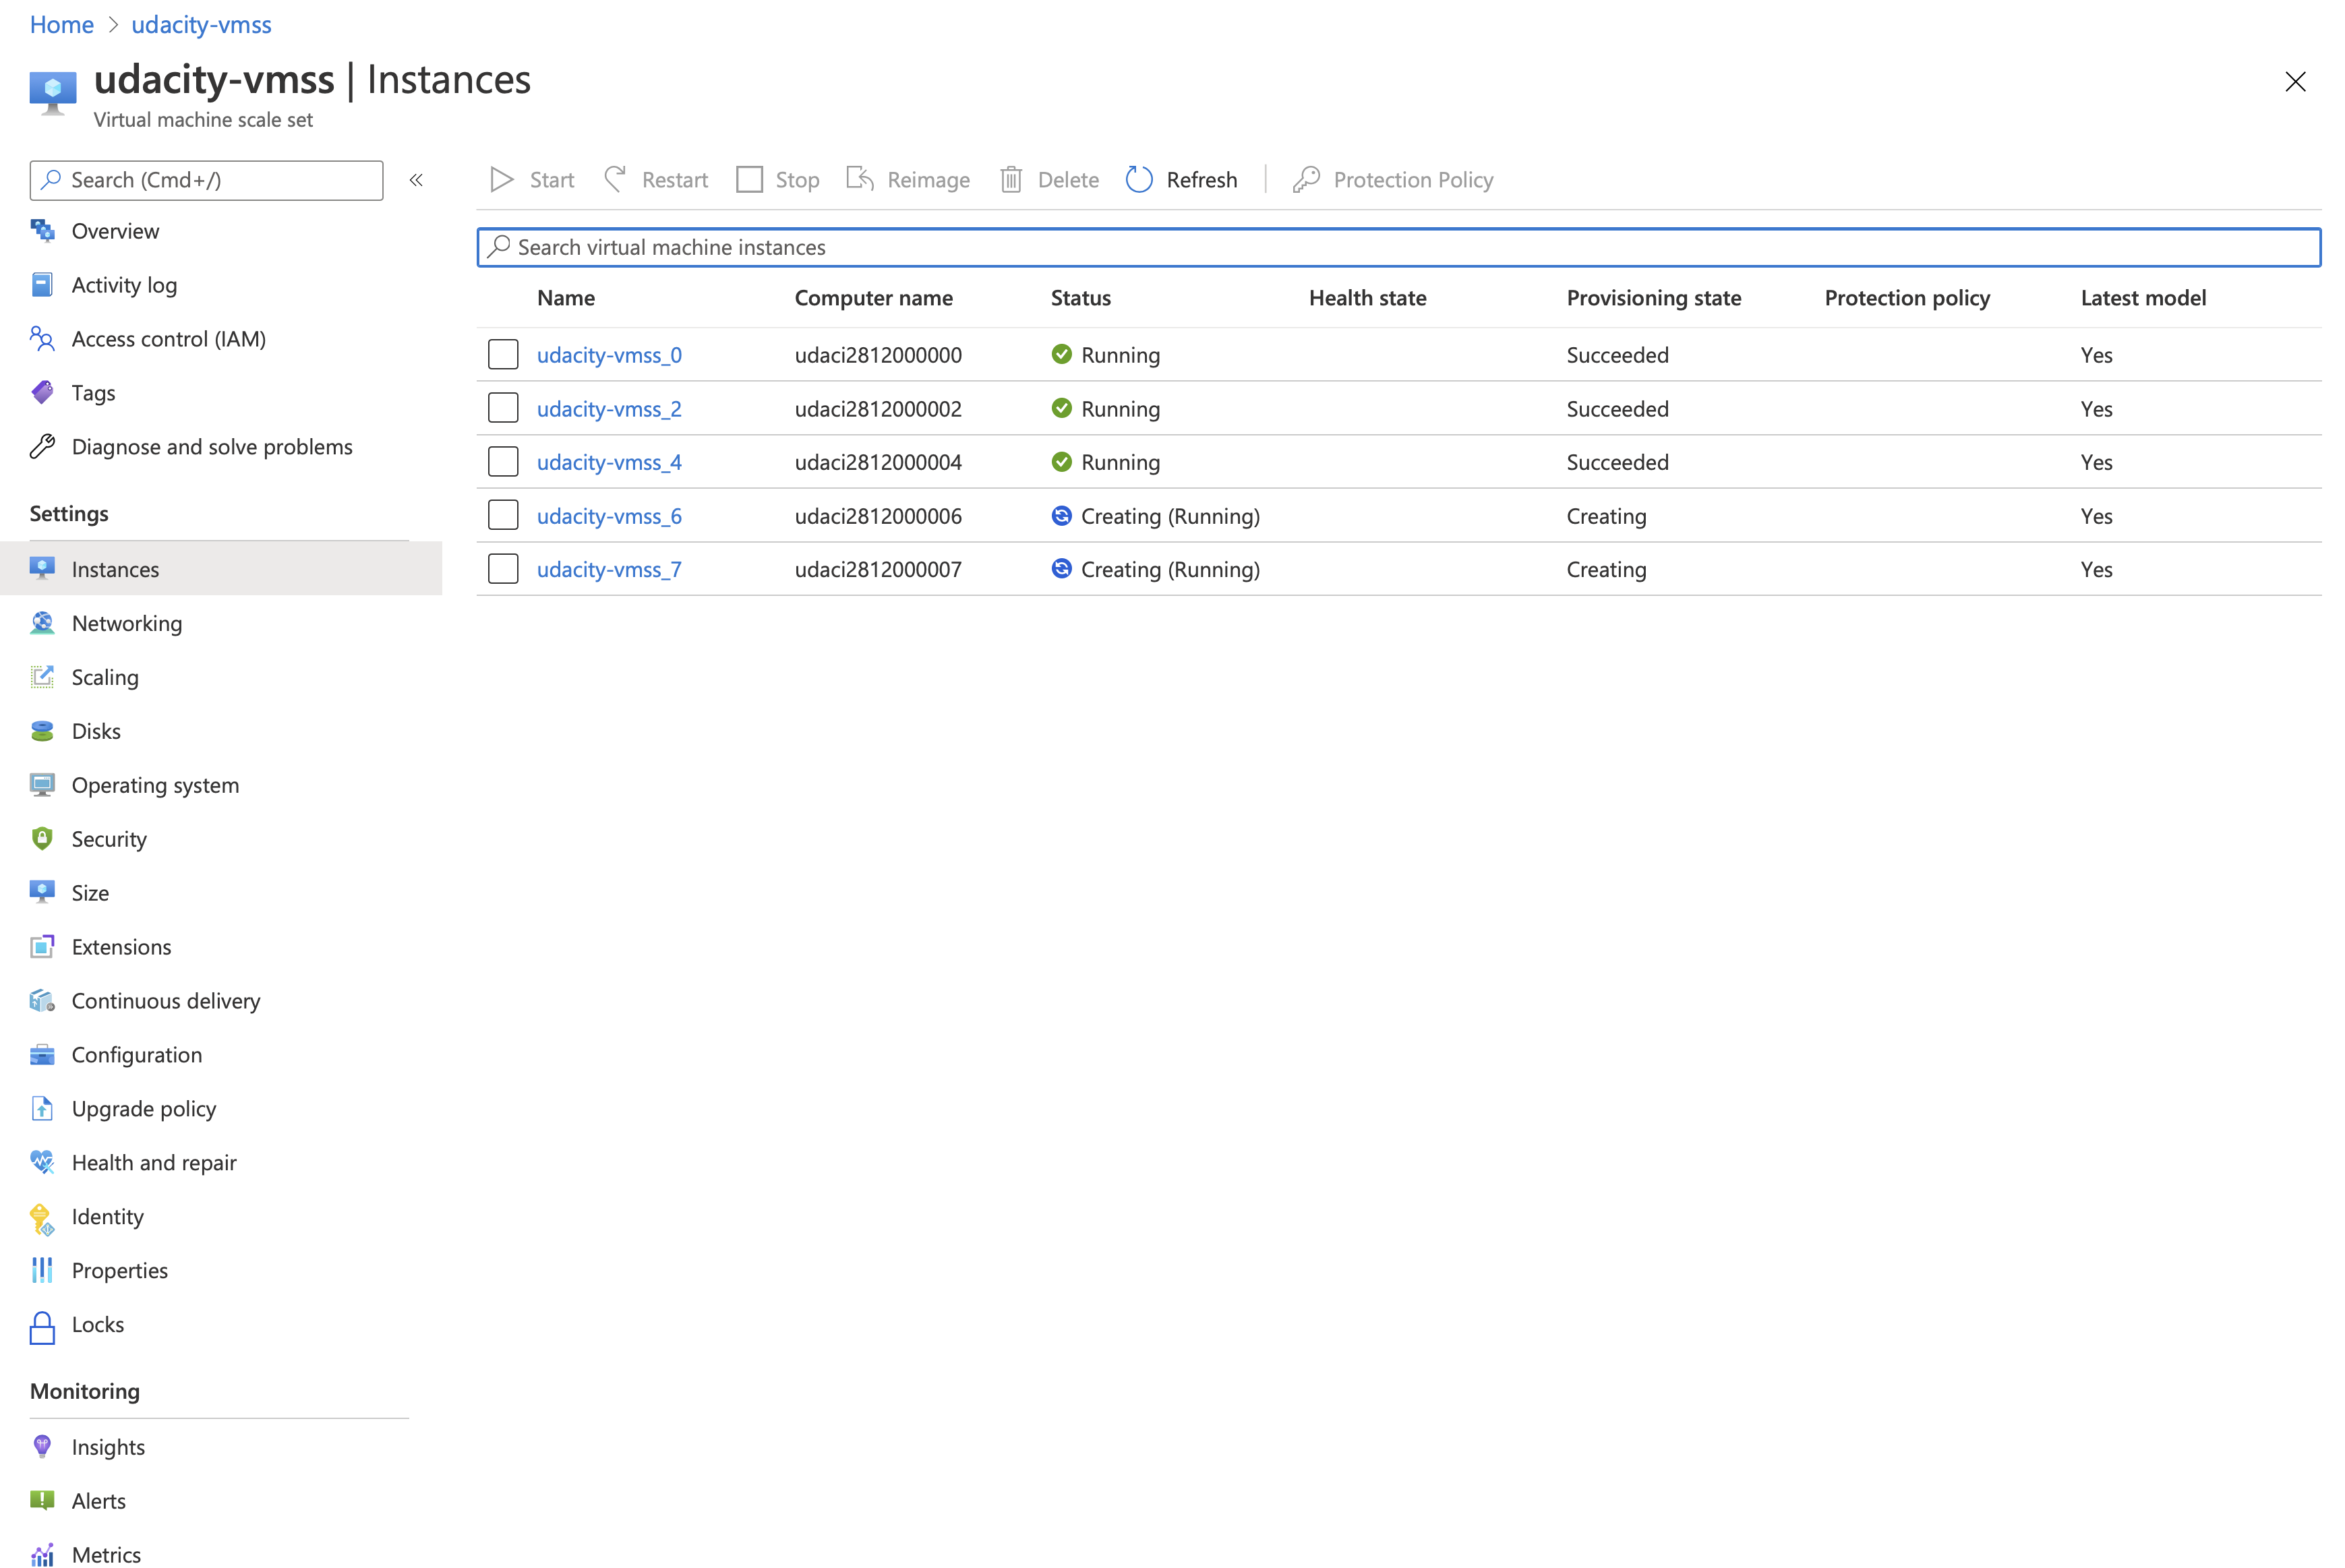 Home > udacity-vmss
udacity-vmss | Instances
Virtual machine scale set
Search (Cmd+/)
«
Start
Restart
Stop
Reimage
Delete
Refresh
Protection Policy
Overview
Activity log
Access control (IAM)
Tags
Diagnose and solve problems
Settings
Instances
Networking
Scaling
Disks
Operating system
Security
Size
Extensions
Continuous delivery
Configuration
Upgrade policy
Health and repair
Identity
Properties
Locks
Monitoring
Insights
Alerts
Metrics
Search virtual machine instances
Name Computer name Status Health state Provisioning state Protection policy Latest model
udacity-vmss_0 udaci2812000000 Running Succeeded Yes
udacity-vmss_2 udaci2812000002 Running Succeeded Yes
udacity-vmss_4 udaci2812000004 Running Succeeded Yes
udacity-vmss_6 udaci2812000006 Creating (Running) Creating Yes
udacity-vmss_7 udaci2812000007 Creating (Running) Creating Yes